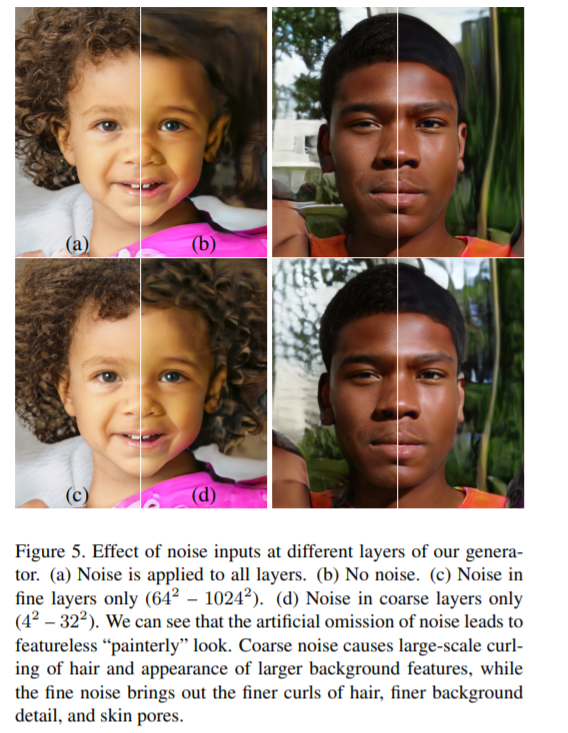 (a)
(b)
(c)
(d)
Figure 5. Effect of noise inputs at different layers of our genera-
tor. (a) Noise is applied to all layers. (b) No noise. (c) Noise in
fine layers only (64² – 1024²). (d) Noise in coarse layers only
(4² – 32²). We can see that the artificial omission of noise leads to
featureless “painterly” look. Coarse noise causes large-scale curl-
ing of hair and appearance of larger background features, while
the fine noise brings out the finer curls of hair, finer background
detail, and skin pores.